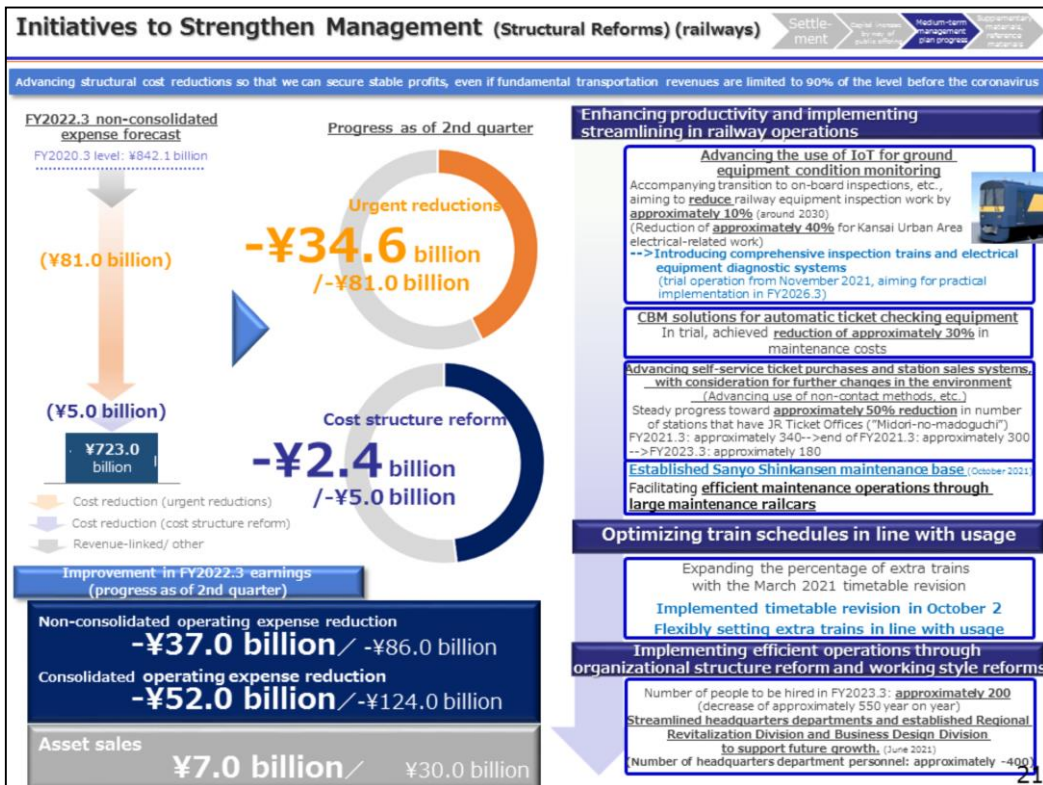 Initiatives to Strengthen Management (Structural Reforms) (railways)
Settle-
ment
Capital increase
by way of
public offering
Medium-term
management
plan progress
Supplementary
materials,
reference
materials
Advancing structural cost reductions so that we can secure stable profits, even if fundamental transportation revenues are limited to 90% of the level before the coronavirus
FY2022.3 non-consolidated
expense forecast
FY2020.3 level: ¥842.1 billion
(¥81.0 billion)
(¥5.0 billion)
¥723.0
billion
Cost reduction (urgent reductions)
Cost reduction (cost structure reform)
Revenue-linked/ other
Progress as of 2nd quarter
Urgent reductions
-¥34.6 billion
/-¥81.0 billion
Cost structure reform
-¥2.4 billion
/-¥5.0 billion
Improvement in FY2022.3 earnings
(progress as of 2nd quarter)
Non-consolidated operating expense reduction
-¥37.0 billion/ -¥86.0 billion
Consolidated operating expense reduction
-¥52.0 billion/-¥124.0 billion
Asset sales
¥7.0 billion/ ¥30.0 billion
Enhancing productivity and implementing
streamlining in railway operations
Advancing the use of IoT for ground
equipment condition monitoring
Accompanying transition to on-board inspections, etc.,
aiming to reduce railway equipment inspection work by
approximately 10% (around 2030)
(Reduction of approximately 40% for Kansai Urban Area
electrical-related work)
-->Introducing comprehensive inspection trains and electrical
equipment diagnostic systems
(trial operation from November 2021, aiming for practical
implementation in FY2026.3)
CBM solutions for automatic ticket checking equipment
In trial, achieved reduction of approximately 30% in
maintenance costs
Advancing self-service ticket purchases and station sales systems,
with consideration for further changes in the environment
(Advancing use of non-contact methods, etc.)
Steady progress toward approximately 50% reduction in number
of stations that have JR Ticket Offices ("Midori-no-madoguchi")
FY2021.3: approximately 340-->end of FY2021.3: approximately 300
-->FY2023.3: approximately 180
Established Sanyo Shinkansen maintenance base (October 2021)
Facilitating efficient maintenance operations through
large maintenance railcars
Optimizing train schedules in line with usage
Expanding the percentage of extra trains
with the March 2021 timetable revision
Implemented timetable revision in October 2
Flexibly setting extra trains in line with usage
Implementing efficient operations through
organizational structure reform and working style reforms
Number of people to be hired in FY2023.3: approximately 200
(decrease of approximately 550 year on year)
Streamlined headquarters departments and established Regional
Revitalization Division and Business Design Division
to support future growth. (June 2021)
(Number of headquarters department personnel: approximately -400)
21